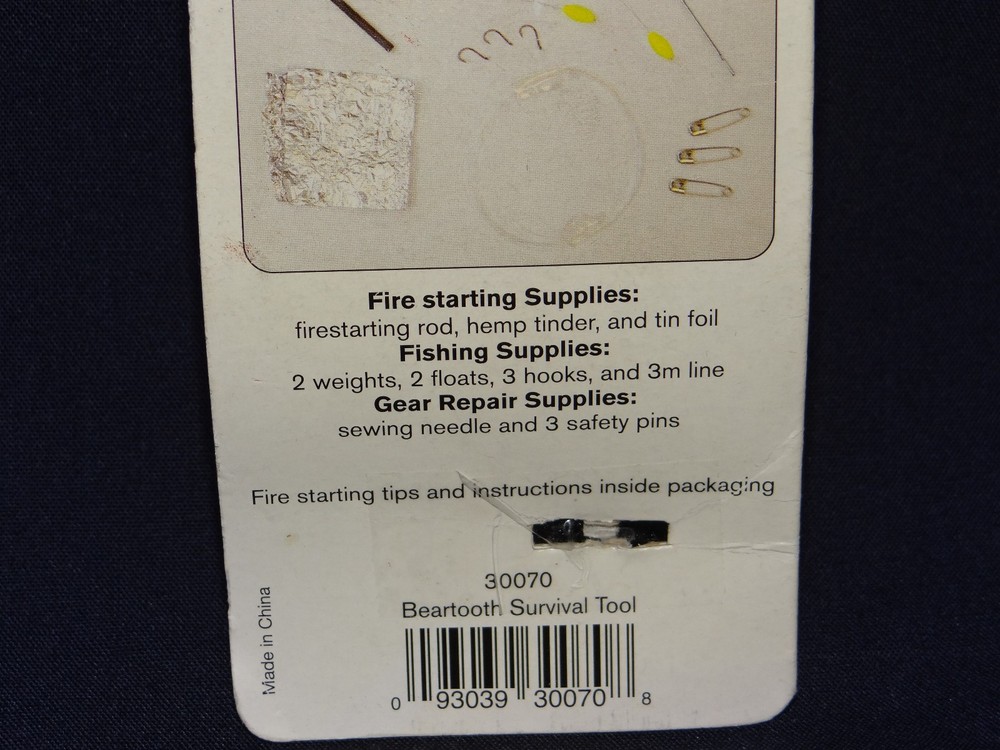 Fire starting Supplies:
firestarting rod, hemp tinder, and tin foil
Fishing Supplies:
2 weights, 2 floats, 3 hooks, and 3m line
Gear Repair Supplies:
sewing needle and 3 safety pins
Fire starting tips and instructions inside packaging
30070
Beartooth Survival Tool
Made in China
0 93039 30070 8